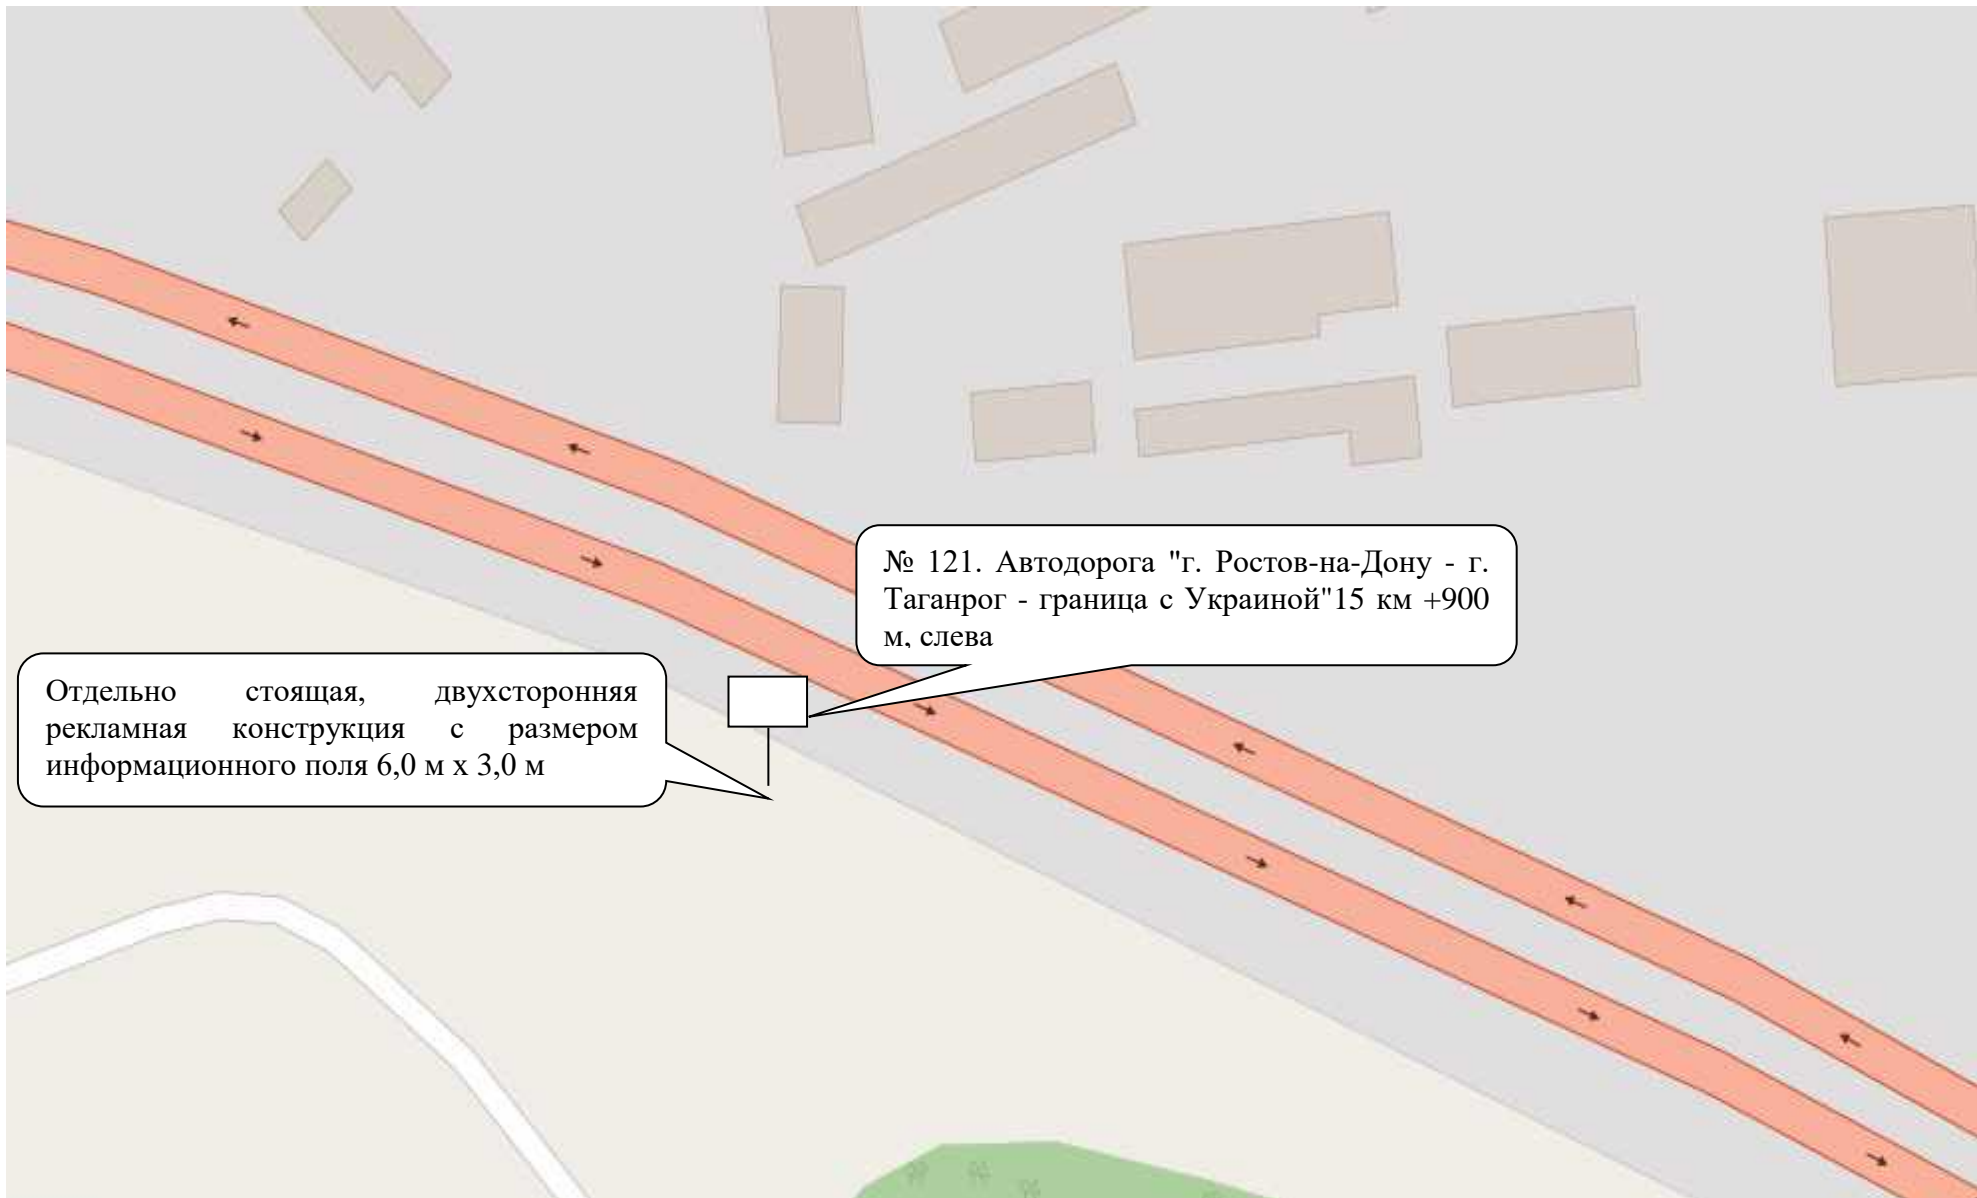 № 121. Автодорога "г. Ростов-на-Дону - г.
Таганрог - граница с Украиной"15 км +900
м, слева
Отдельно стоящая, двухсторонняя
рекламная конструкция с размером
информационного поля 6,0 м х 3,0 м